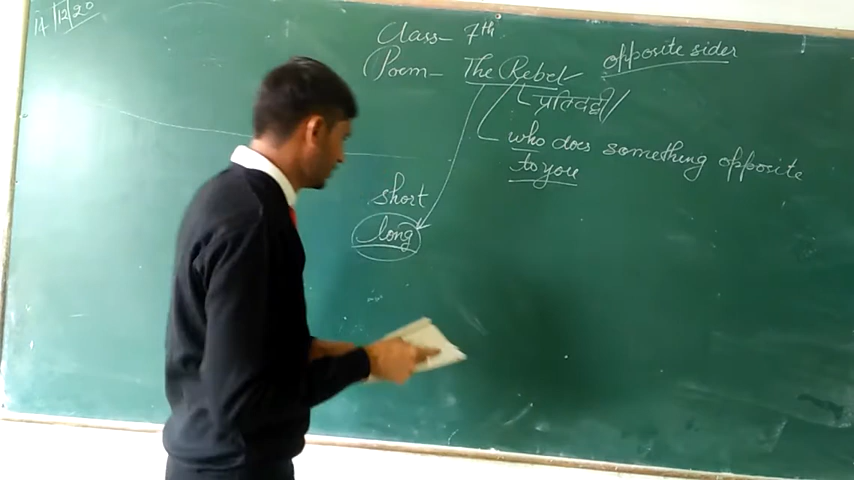 14/12/20
Class- 7th
Poem- The Rebel
opposite sider
प्रतिवद्दी//
who does something opposite
to you
short
long